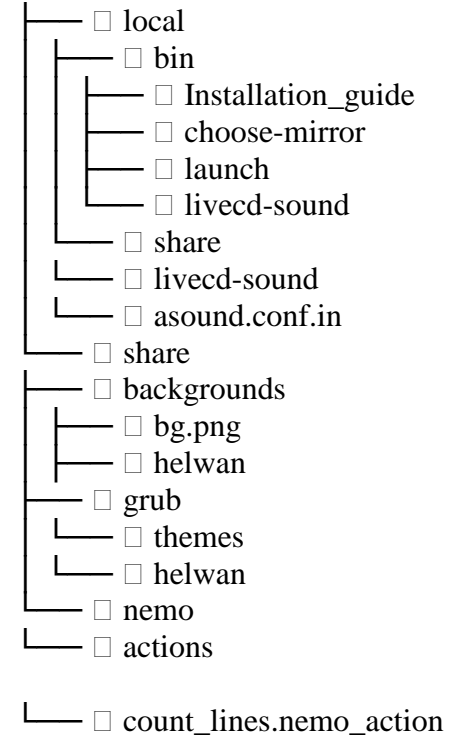 ├── □ local
│ ├── □ bin
│ │ ├── □ Installation_guide
│ │ ├── □ choose-mirror
│ │ ├── □ launch
│ │ └── □ livecd-sound
│ └── □ share
│ └── □ livecd-sound
│ └── □ asound.conf.in
└── □ share
├── □ backgrounds
│ ├── □ bg.png
│ ├── □ helwan
├── □ grub
│ └── □ themes
│ └── □ helwan
└── □ nemo
└── □ actions
└── □ count_lines.nemo_action